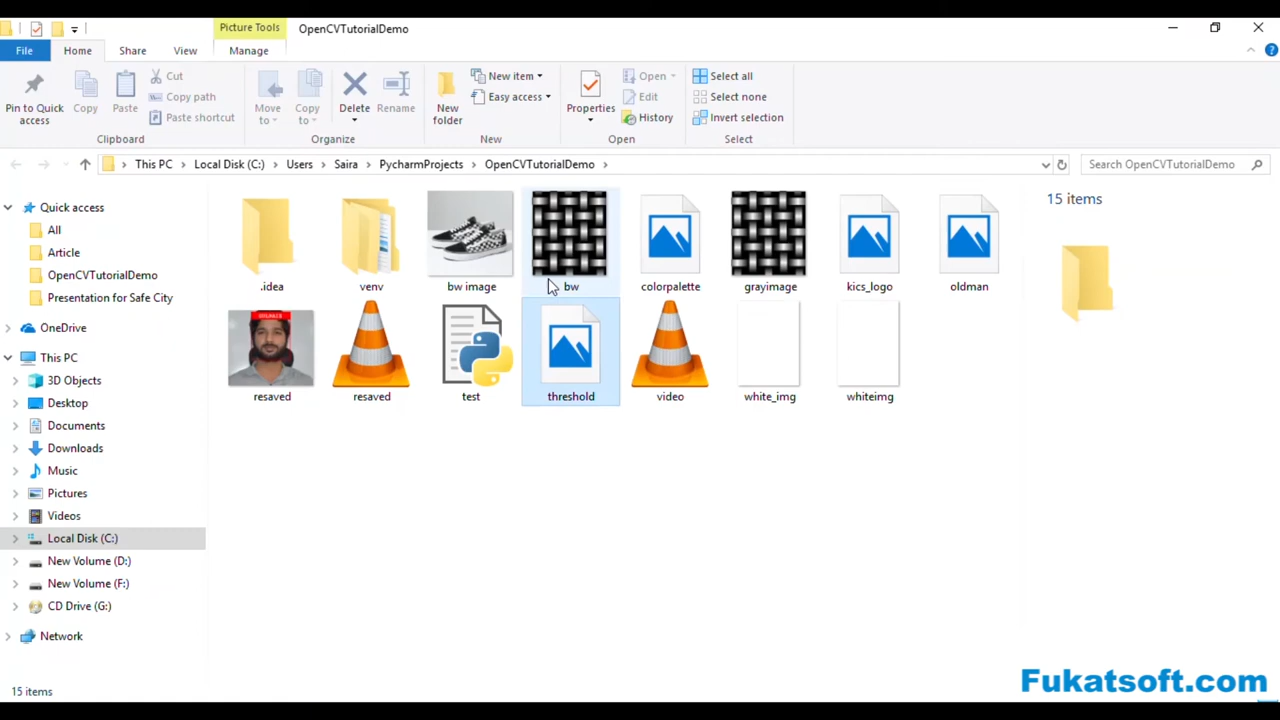 Picture Tools OpenCVTutorialDemo
File Home Share View Manage
Pin to Quick access
Copy
Paste
Cut
Copy path
Paste shortcut
Clipboard
Move to
Copy to
Delete
Rename
Organize
New folder
New item
Easy access
New
Properties
Open
Edit
History
Open
Select all
Select none
Invert selection
Select
This PC > Local Disk (C:) > Users > Saira > PycharmProjects > OpenCVTutorialDemo >
Search OpenCVTutorialDemo
Quick access
All
Article
OpenCVTutorialDemo
Presentation for Safe City
OneDrive
This PC
3D Objects
Desktop
Documents
Downloads
Music
Pictures
Videos
Local Disk (C:)
New Volume (D:)
New Volume (F:)
CD Drive (G:)
Network
.idea venv bw image bw colorpalette grayimage kics_logo oldman
resaved resaved test threshold video white_img whiteimg
15 items
15 items
Fukatsoft.com